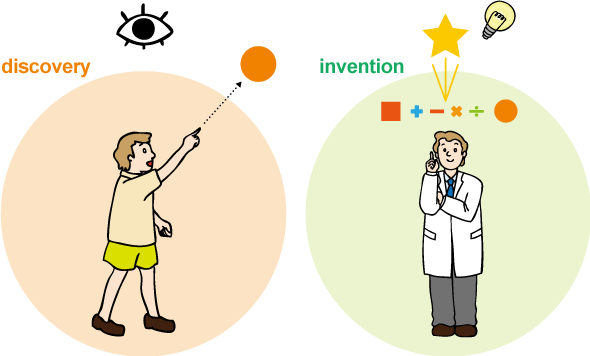 discovery
invention
+ − × ÷